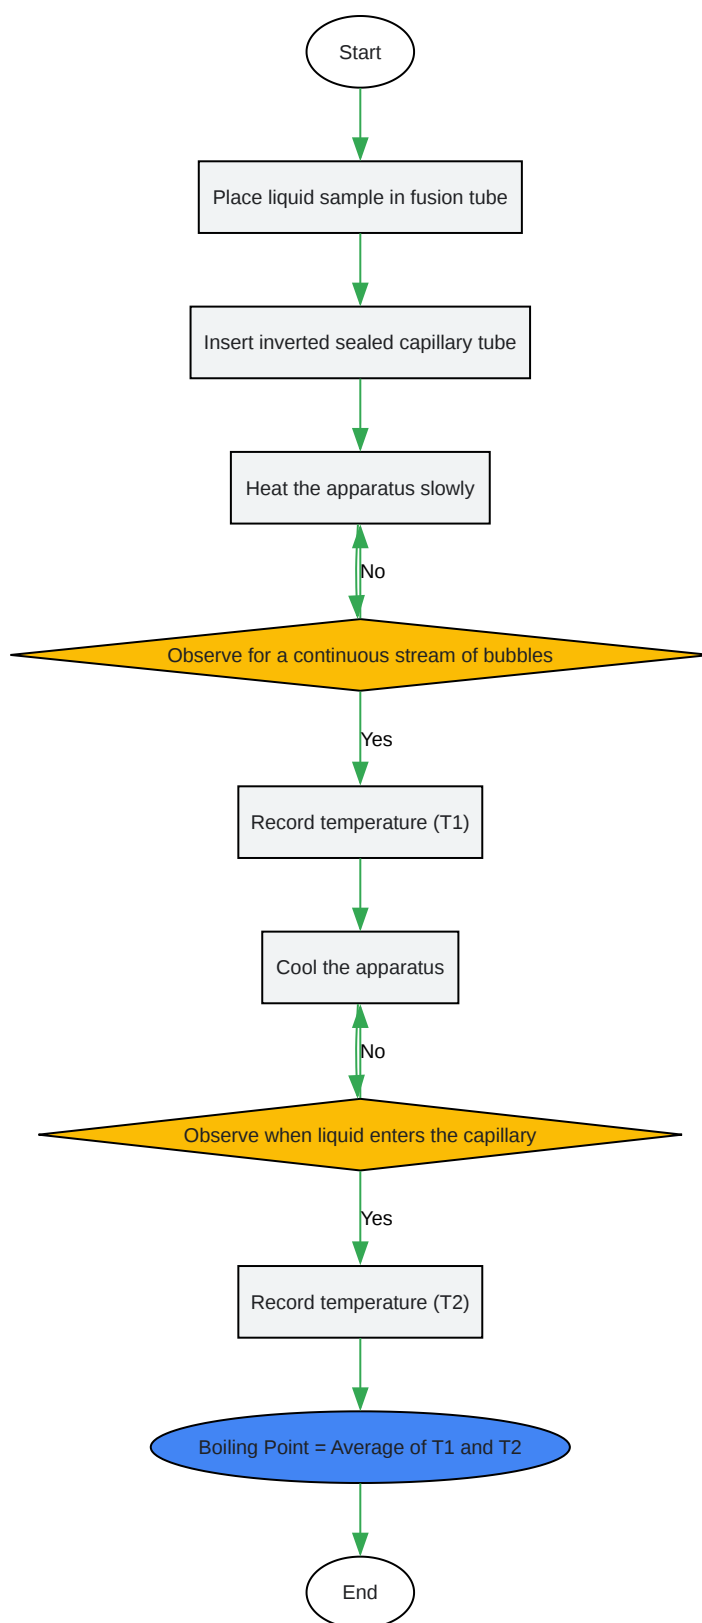 Start
Place liquid sample in fusion tube
Insert inverted sealed capillary tube
Heat the apparatus slowly
No
Observe for a continuous stream of bubbles
Yes
Record temperature (T1)
Cool the apparatus
No
Observe when liquid enters the capillary
Yes
Record temperature (T2)
Boiling Point = Average of T1 and T2
End